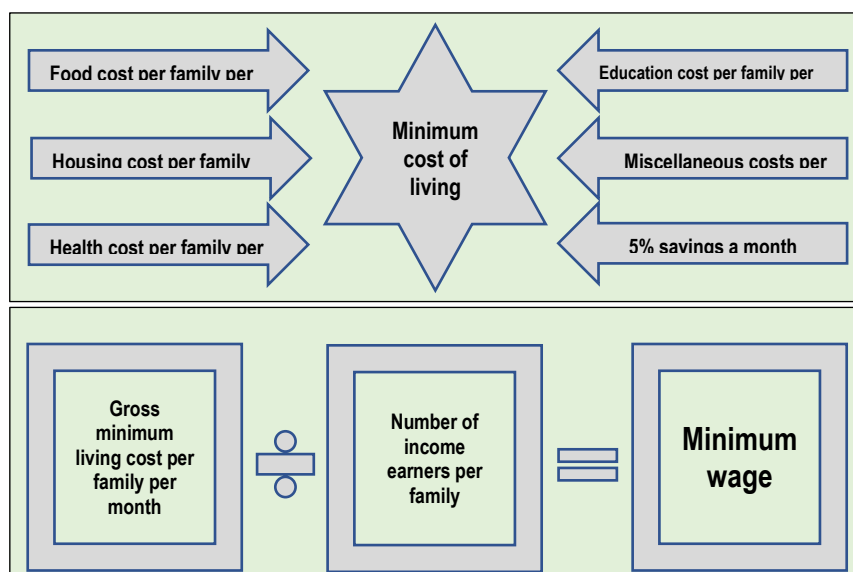 Food cost per family per
Education cost per family per
Minimum
cost of
living
Housing cost per family
Miscellaneous costs per
Health cost per family per
5% savings a month
Gross
minimum
living cost per
family per
month
÷
Number of
income
earners per
family
=
Minimum
wage